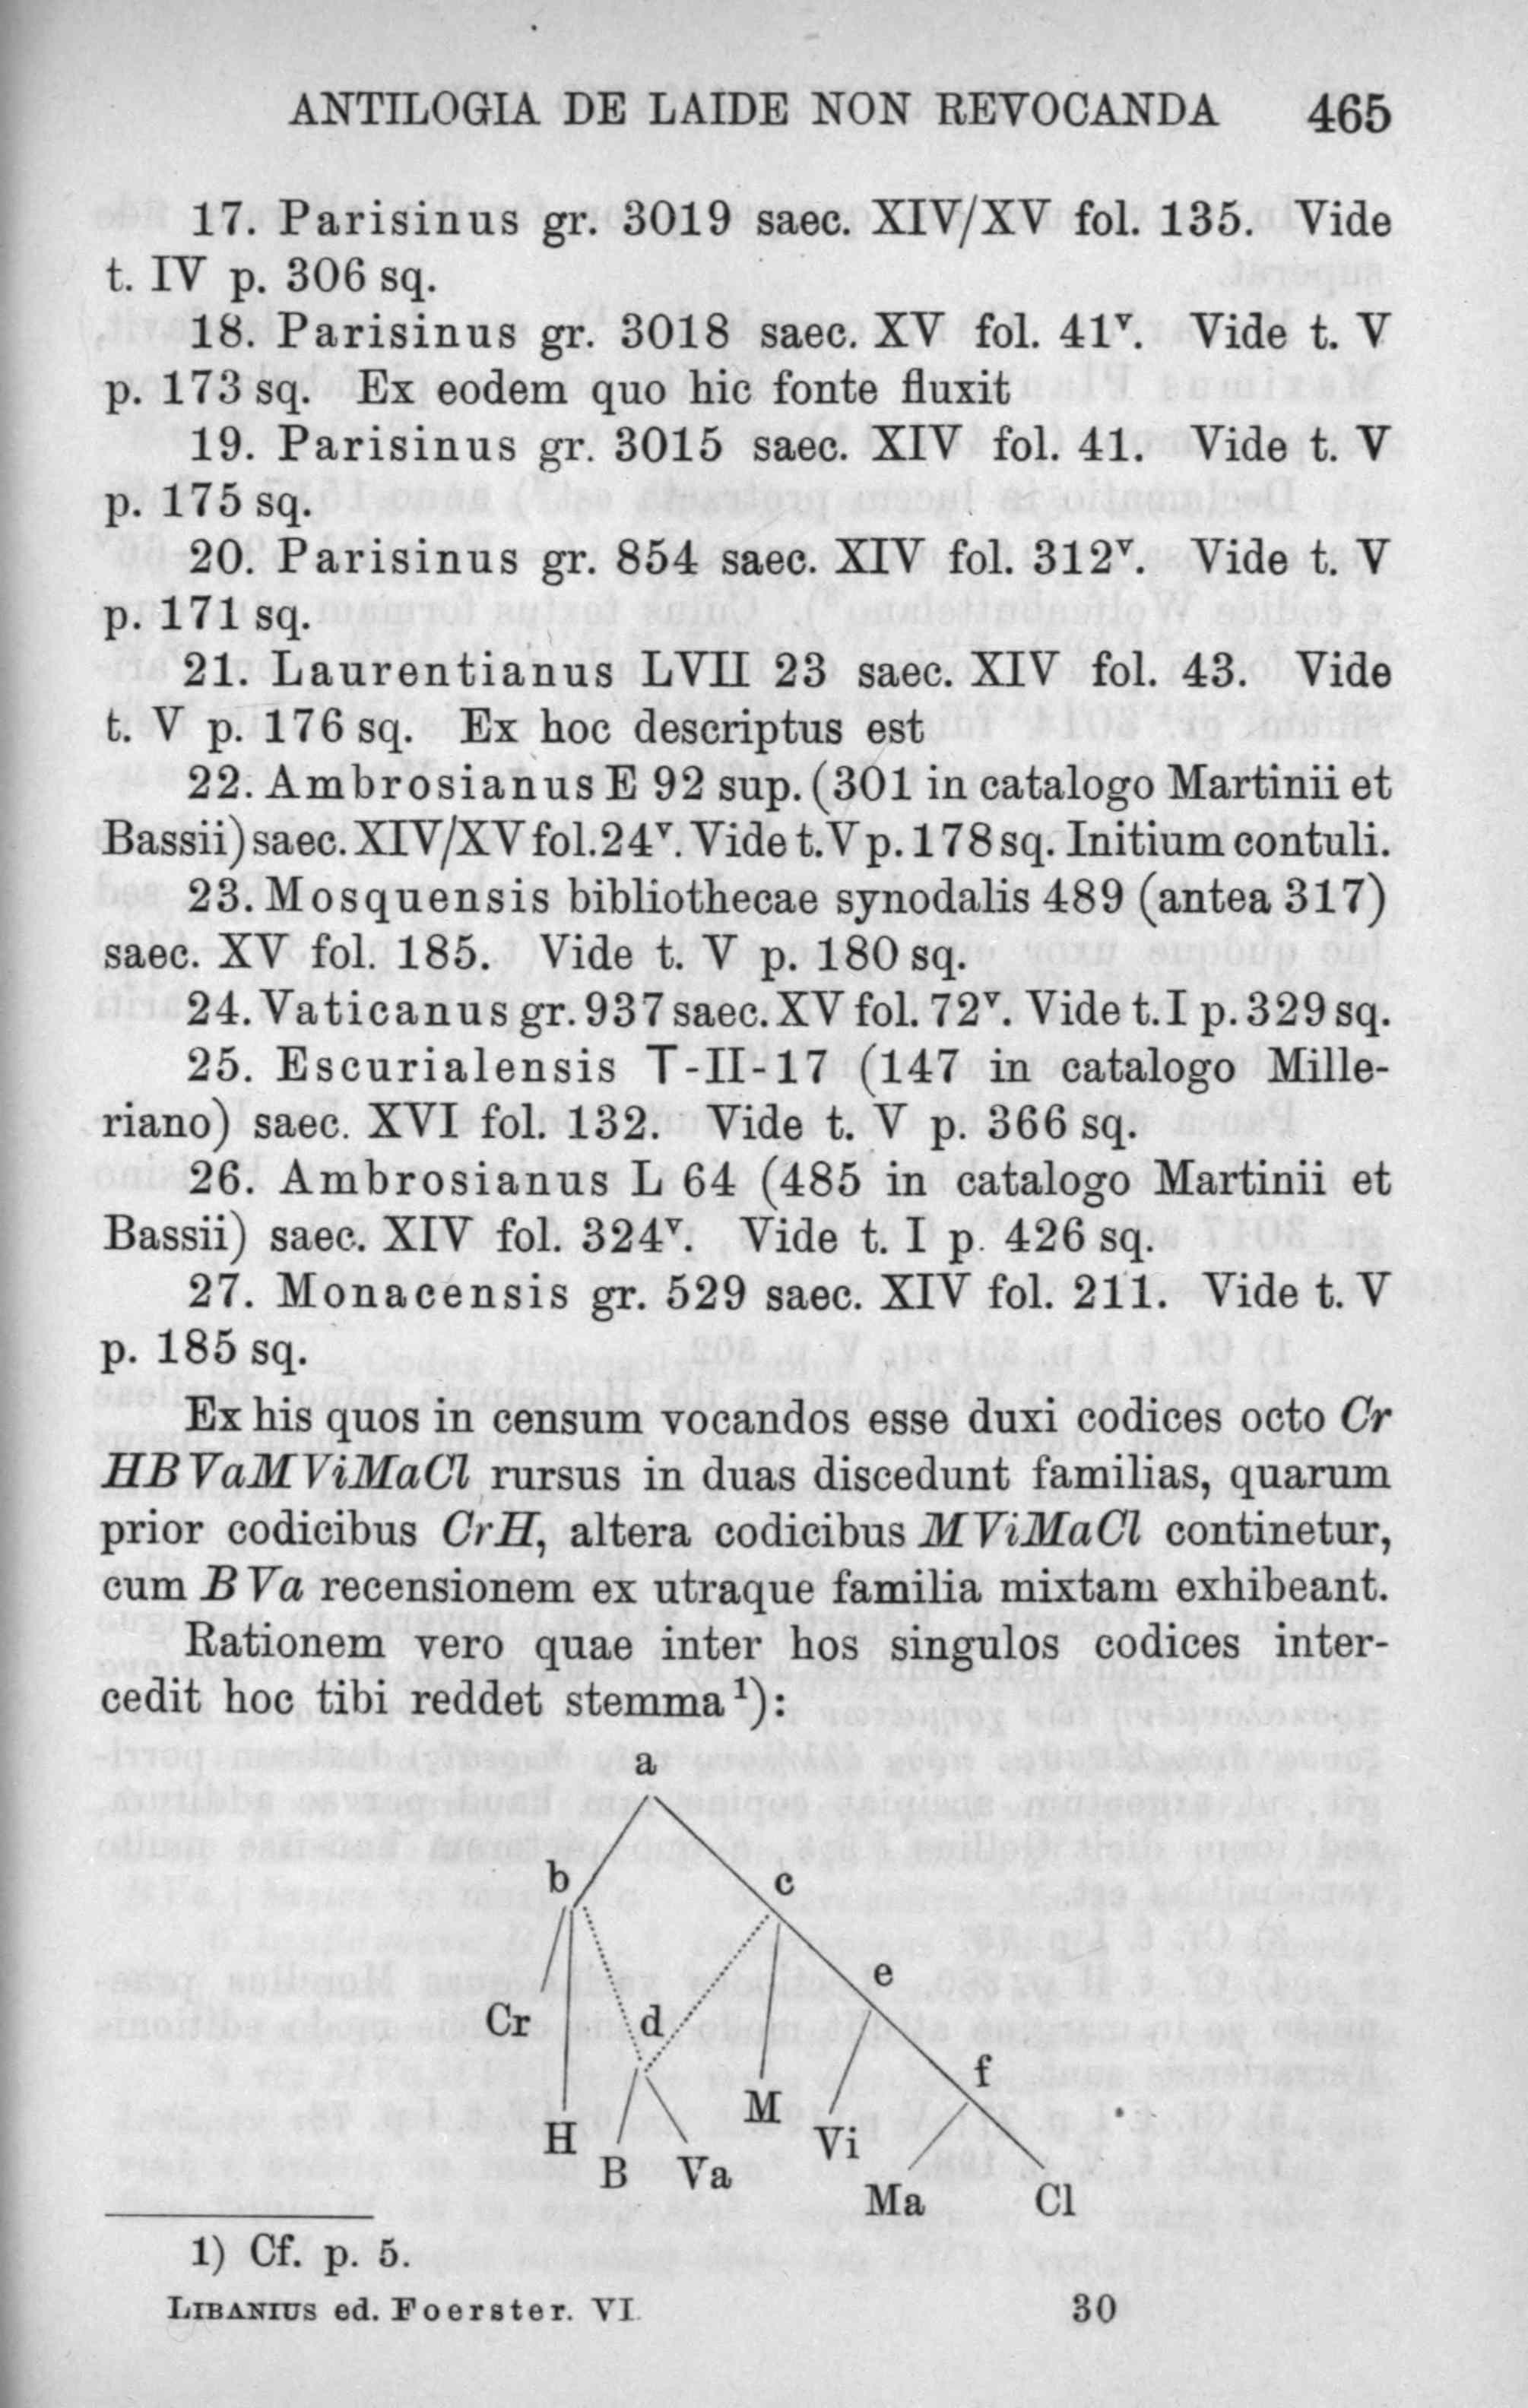 ANTILOGIA DE LAIDE NON REVOCANDA 465
17. Parisinus gr. 3019 saec. XIV/XV fol. 135. Vide
t. IV p. 306 sq.
18. Parisinus gr. 3018 saec. XV fol. 41ᵛ. Vide t. V
p. 173 sq. Ex eodem quo hic fonte fluxit
19. Parisinus gr. 3015 saec. XIV fol. 41. Vide t. V
p. 175 sq.
20. Parisinus gr. 854 saec. XIV fol. 312ᵛ. Vide t. V
p. 171 sq.
21. Laurentianus LVII 23 saec. XIV fol. 43. Vide
t. V p. 176 sq. Ex hoc descriptus est
22. Ambrosianus E 92 sup. (301 in catalogo Martinii et
Bassii) saec. XIV/XV fol. 24ᵛ. Vide t. V p. 178 sq. Initium contuli.
23. Mosquensis bibliothecae synodalis 489 (antea 317)
saec. XV fol. 185. Vide t. V p. 180 sq.
24. Vaticanus gr. 937 saec. XV fol. 72ᵛ. Vide t. I p. 329 sq.
25. Escurialensis T-II-17 (147 in catalogo Mille-
riano) saec. XVI fol. 132. Vide t. V p. 366 sq.
26. Ambrosianus L 64 (485 in catalogo Martinii et
Bassii) saec. XIV fol. 324ᵛ. Vide t. I p. 426 sq.
27. Monacensis gr. 529 saec. XIV fol. 211. Vide t. V
p. 185 sq.
Ex his quos in censum vocandos esse duxi codices octo Cr
HBVaMViMaCl rursus in duas discedunt familias, quarum
prior codicibus CrH, altera codicibus MViMaCl continetur,
cum BVa recensionem ex utraque familia mixtam exhibeant.
Rationem vero quae inter hos singulos codices inter-
cedit hoc tibi reddet stemma¹):
a
b c
e
Cr d
f
M
H Vi
B Va
Ma Cl
1) Cf. p. 5.
LIBANIUS ed. Foerster. VI. 30